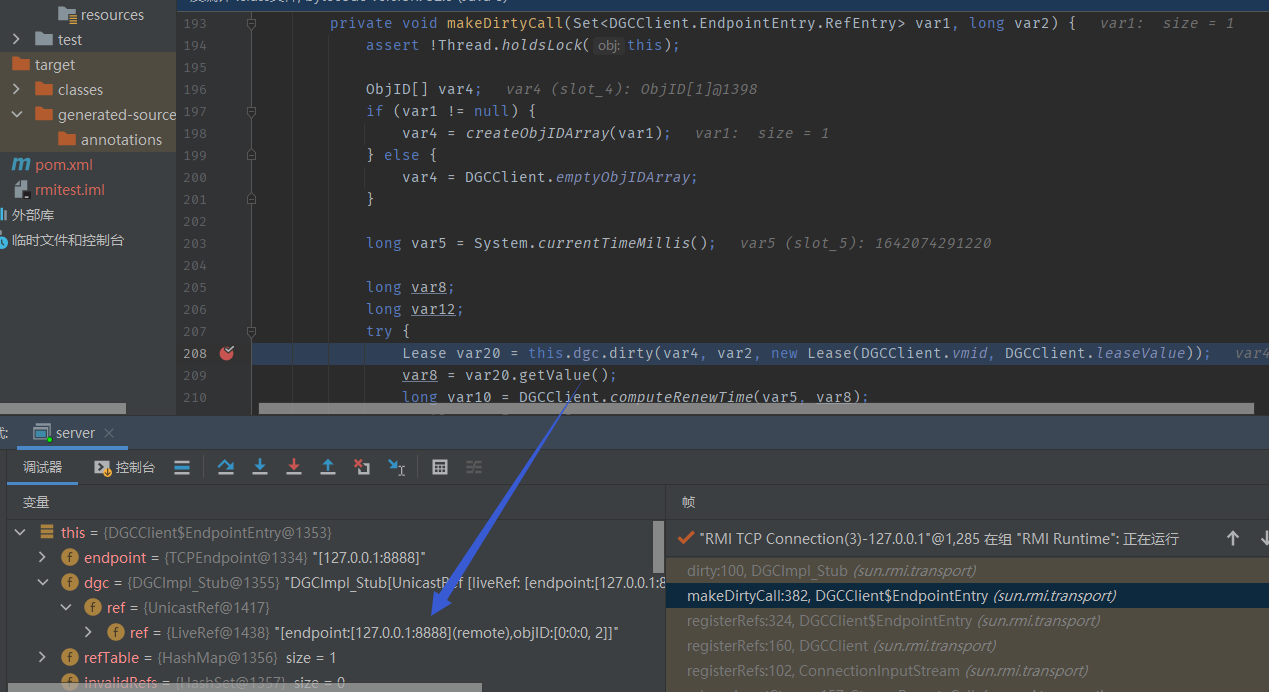 resources
test
target
classes
generated-source
annotations
pom.xml
rmitest.iml
外部库
临时文件和控制台
193 private void makeDirtyCall(Set<DGCClient.EndpointEntry.RefEntry> var1, long var2) { var1: size = 1
194 assert !Thread.holdsLock( obj: this);
195
196 ObjID[] var4; var4 (slot_4): ObjID[1]@1398
197 if (var1 != null) {
198 var4 = createObjIDArray(var1); var1: size = 1
199 } else {
200 var4 = DGCClient.emptyObjIDArray;
201 }
202
203 long var5 = System.currentTimeMillis(); var5 (slot_5): 1642074291220
204
205 long var8;
206 long var12;
207 try {
208 Lease var20 = this.dgc.dirty(var4, var2, new Lease(DGCClient.vmid, DGCClient.leaseValue)); var4
209 var8 = var20.getValue();
210 long var10 = DGCClient.computeRenewTime(var5, var8);
server
调试器 控制台
变量
this = {DGCClient$EndpointEntry@1353}
endpoint = {TCPEndpoint@1334} "[127.0.0.1:8888]"
dgc = {DGCImpl_Stub@1355} "DGCImpl_Stub[UnicastRef [liveRef: [endpoint:[127.0.0.1:8
ref = {UnicastRef@1417}
ref = {LiveRef@1438} "[endpoint:[127.0.0.1:8888](remote),objID:[0:0:0, 2]]"
refTable = {HashMap@1356} size = 1
invalidRefs = {HashSet@1357} size = 0
帧
"RMI TCP Connection(3)-127.0.0.1"@1,285 在组 "RMI Runtime": 正在运行
dirty:100, DGCImpl_Stub (sun.rmi.transport)
makeDirtyCall:382, DGCClient$EndpointEntry (sun.rmi.transport)
registerRefs:324, DGCClient$EndpointEntry (sun.rmi.transport)
registerRefs:160, DGCClient (sun.rmi.transport)
registerRefs:102, ConnectionInputStream (sun.rmi.transport)